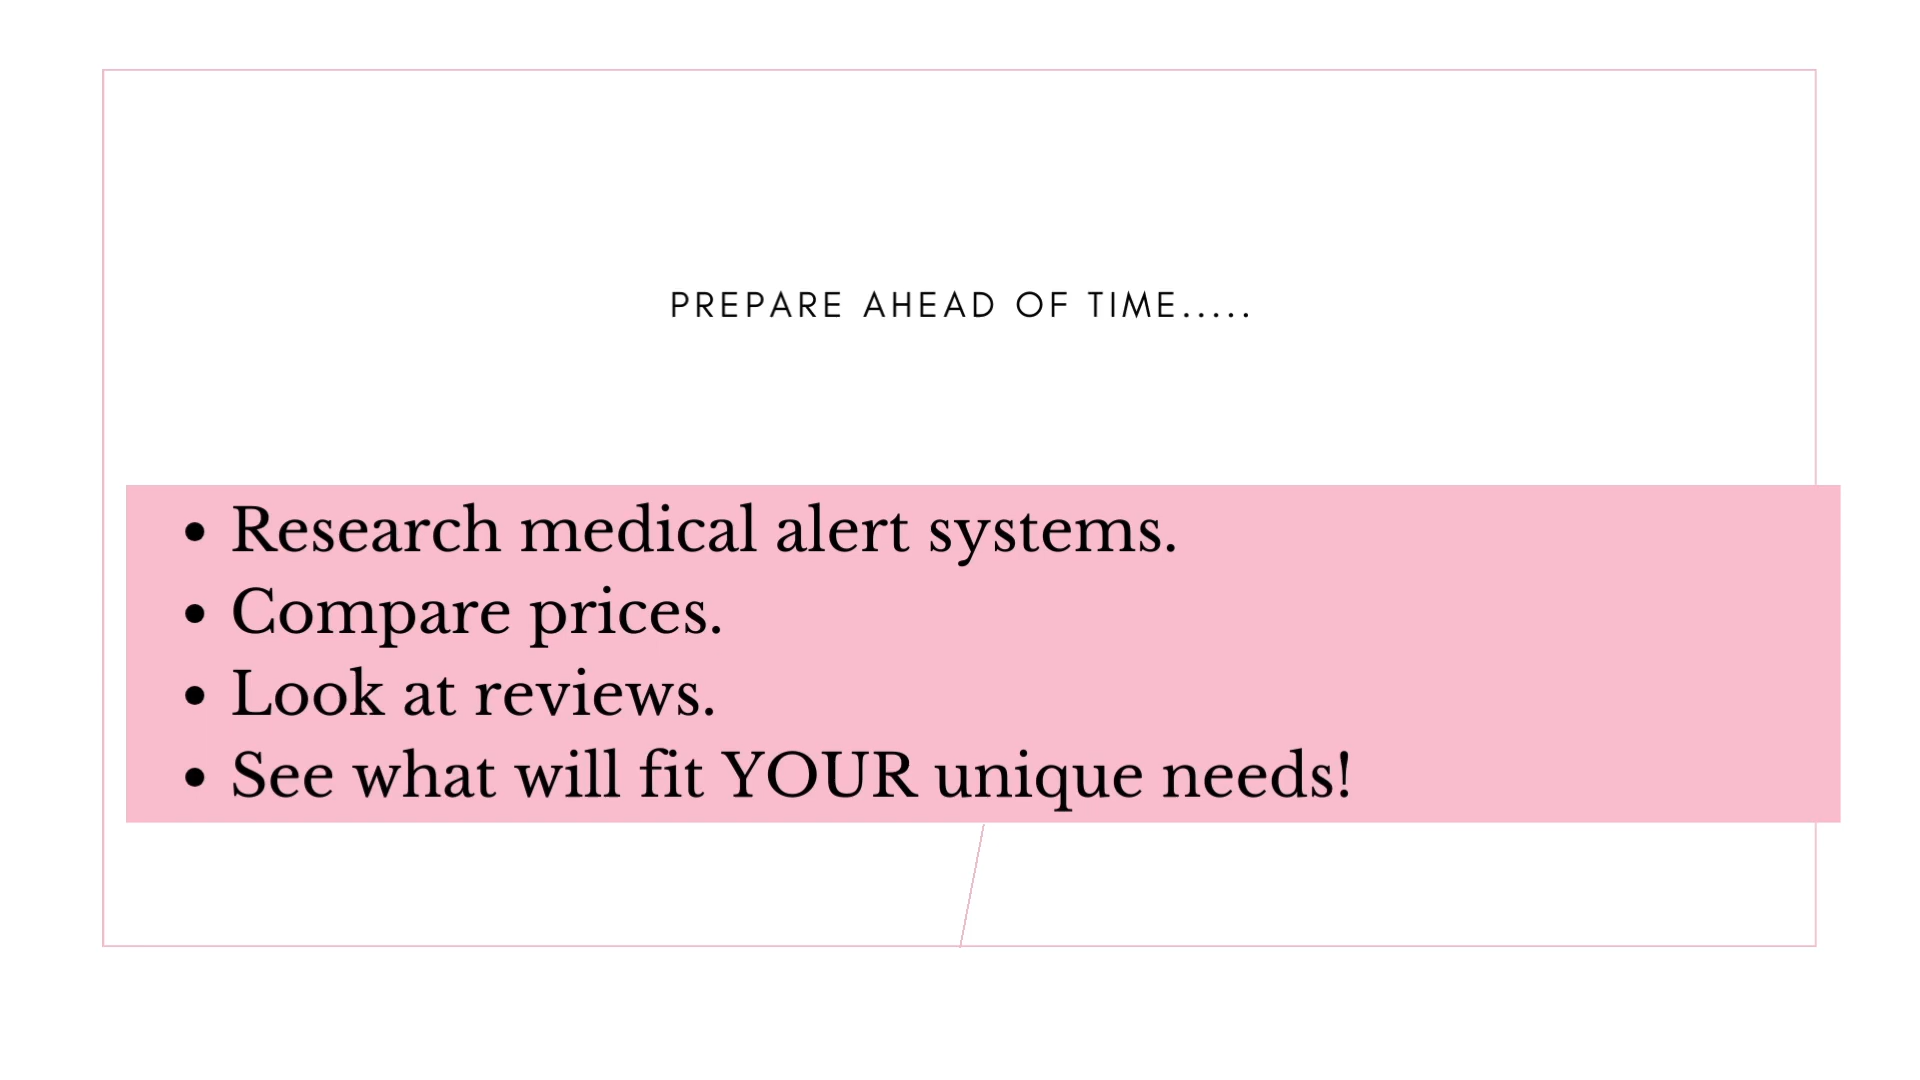 PREPARE AHEAD OF TIME.....
• Research medical alert systems.
• Compare prices.
• Look at reviews.
• See what will fit YOUR unique needs!